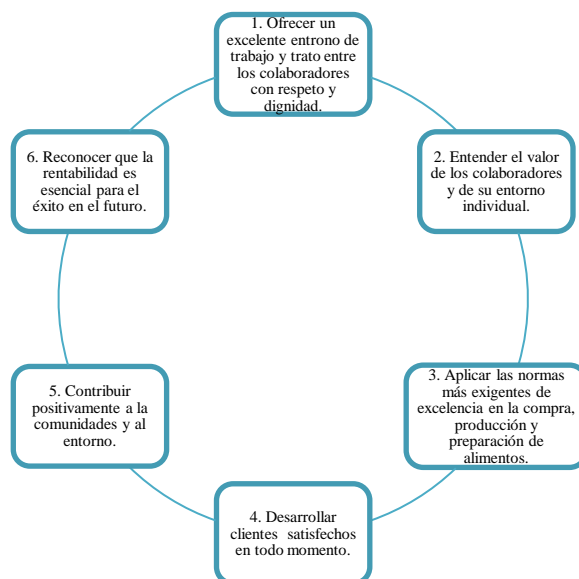 1. Ofrecer un
excelente entrono de
trabajo y trato entre
los colaboradores
con respeto y
dignidad.
2. Entender el valor
de los colaboradores
y de su entorno
individual.
3. Aplicar las normas
más exigentes de
excelencia en la compra,
producción y
preparación de
alimentos.
4. Desarrollar
clientes satisfechos
en todo momento.
5. Contribuir
positivamente a la
comunidades y al
entorno.
6. Reconocer que la
rentabilidad es
esencial para el
éxito en el futuro.